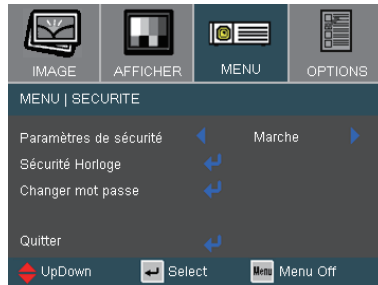 IMAGE AFFICHER MENU OPTIONS
MENU | SECURITE
Paramètres de sécurité Marche
Sécurité Horloge
Changer mot passe
Quitter
UpDown Select Menu Menu Off